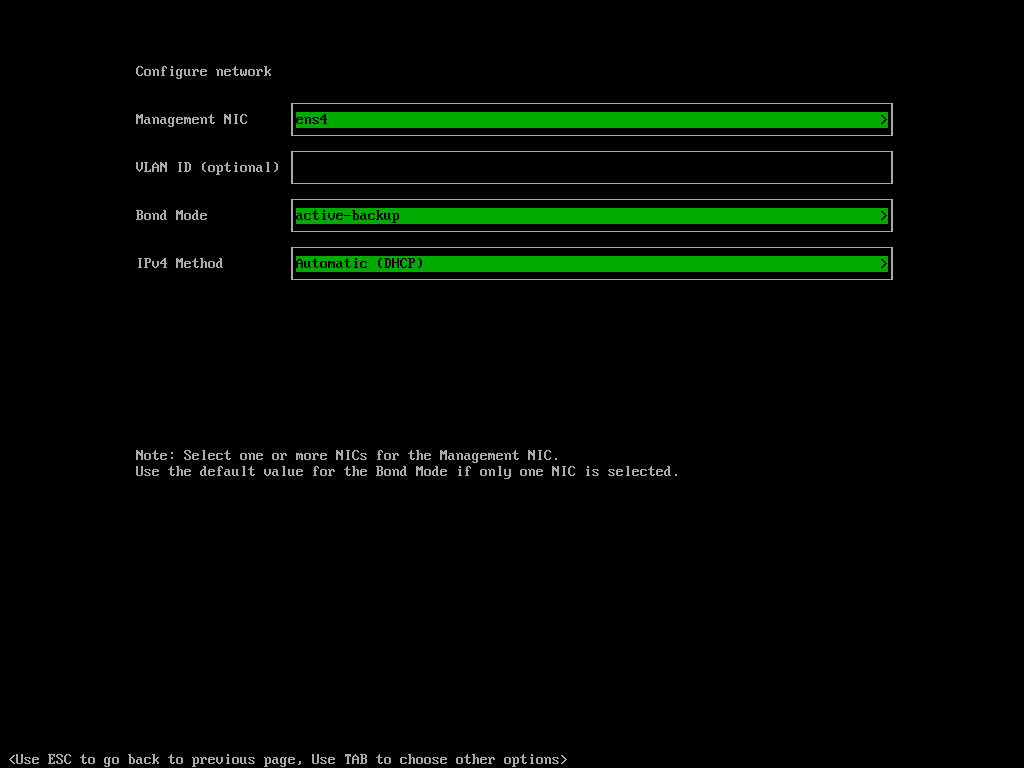 Configure network
Management NIC ens4 >
VLAN ID (optional)
Bond Mode active-backup >
IPv4 Method Automatic (DHCP) >
Note: Select one or more NICs for the Management NIC.
Use the default value for the Bond Mode if only one NIC is selected.
<Use ESC to go back to previous page, Use TAB to choose other options>